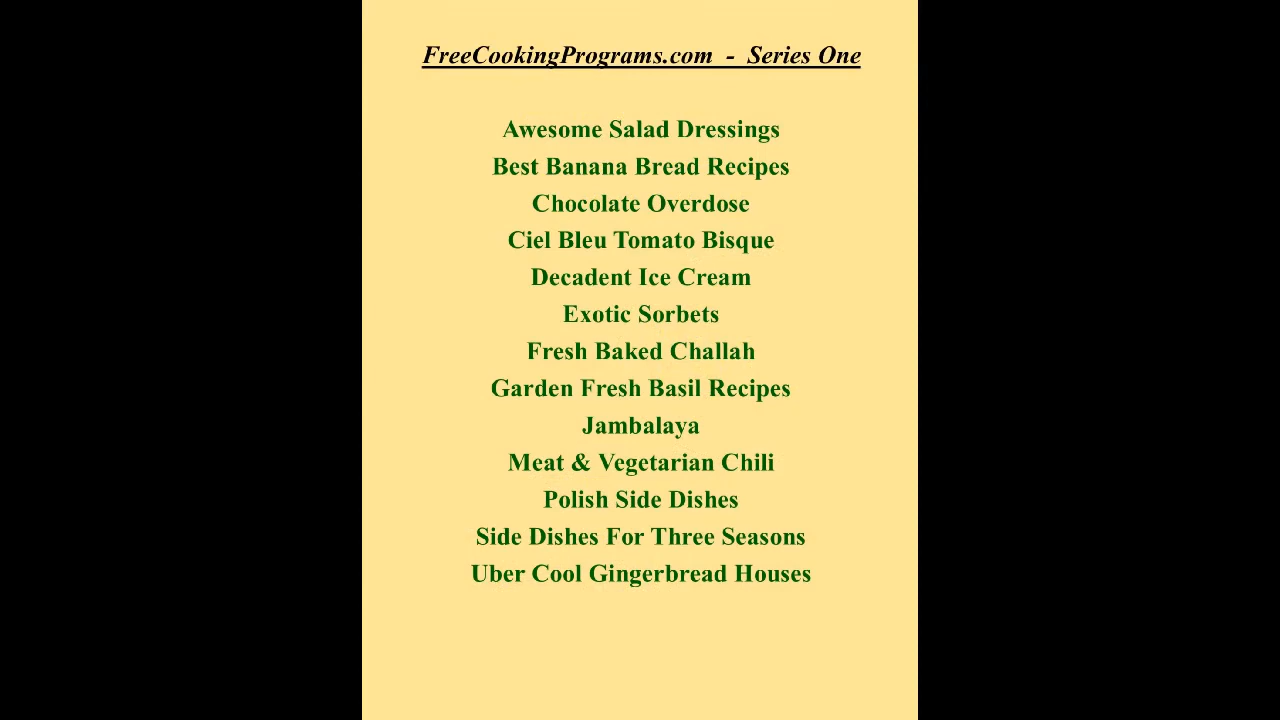 FreeCookingPrograms.com - Series One
Awesome Salad Dressings
Best Banana Bread Recipes
Chocolate Overdose
Ciel Bleu Tomato Bisque
Decadent Ice Cream
Exotic Sorbets
Fresh Baked Challah
Garden Fresh Basil Recipes
Jambalaya
Meat & Vegetarian Chili
Polish Side Dishes
Side Dishes For Three Seasons
Uber Cool Gingerbread Houses